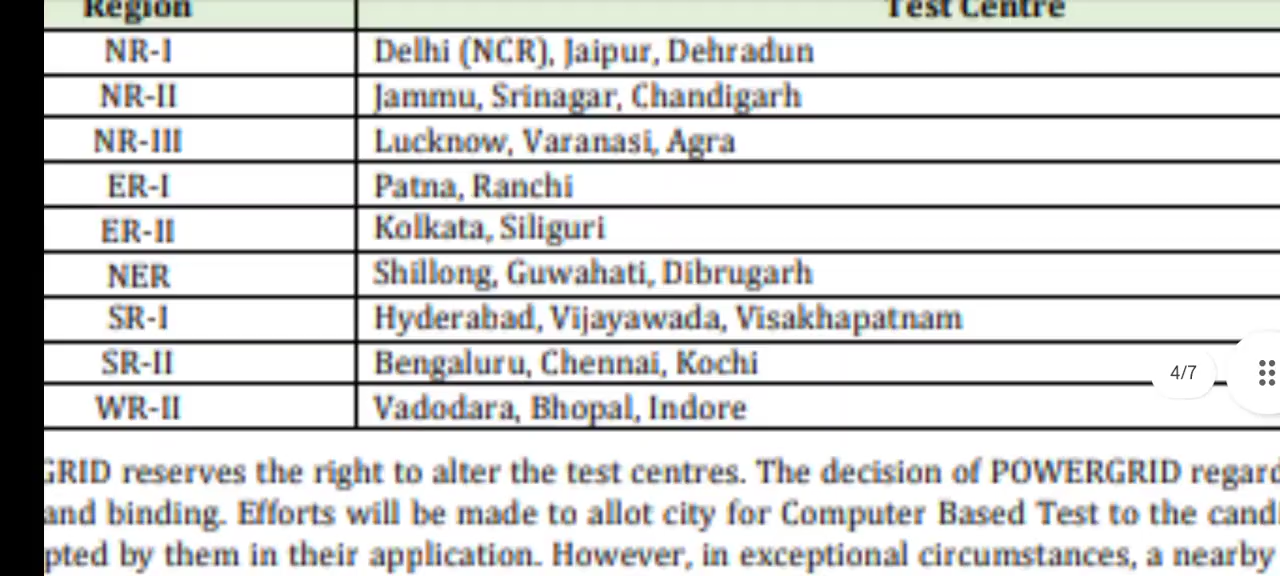 Region Test Centre
NR-I Delhi (NCR), Jaipur, Dehradun
NR-II Jammu, Srinagar, Chandigarh
NR-III Lucknow, Varanasi, Agra
ER-I Patna, Ranchi
ER-II Kolkata, Siliguri
NER Shillong, Guwahati, Dibrugarh
SR-I Hyderabad, Vijayawada, Visakhapatnam
SR-II Bengaluru, Chennai, Kochi
4/7
WR-II Vadodara, Bhopal, Indore
GRID reserves the right to alter the test centres. The decision of POWERGRID regard
and binding. Efforts will be made to allot city for Computer Based Test to the candi
pted by them in their application. However, in exceptional circumstances, a nearby